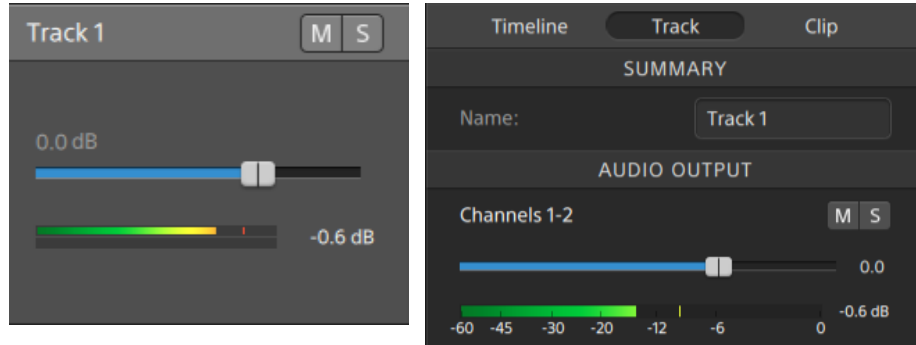 Track 1 M S
0.0 dB
-0.6 dB
Timeline Track Clip
SUMMARY
Name: Track 1
AUDIO OUTPUT
Channels 1-2 M S
0.0
-0.6 dB
-60 -45 -30 -20 -12 -6 0